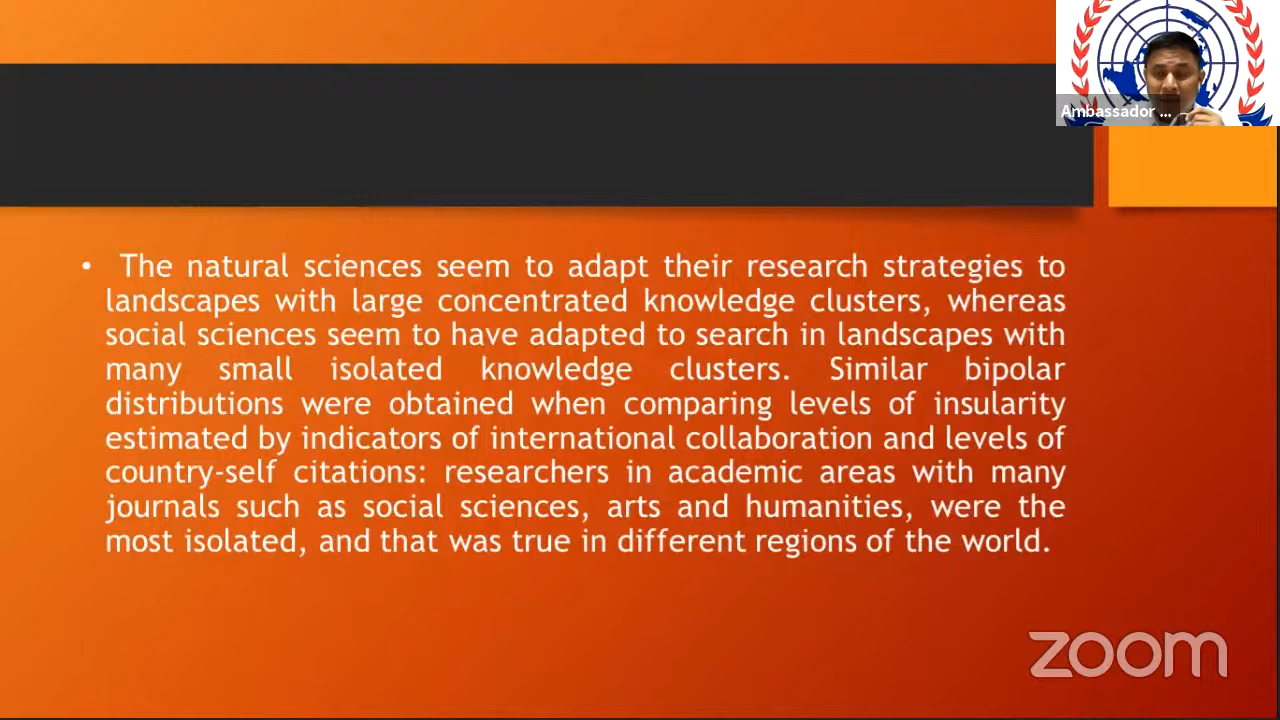 Ambassador ...
• The natural sciences seem to adapt their research strategies to
landscapes with large concentrated knowledge clusters, whereas
social sciences seem to have adapted to search in landscapes with
many small isolated knowledge clusters. Similar bipolar
distributions were obtained when comparing levels of insularity
estimated by indicators of international collaboration and levels of
country-self citations: researchers in academic areas with many
journals such as social sciences, arts and humanities, were the
most isolated, and that was true in different regions of the world.
zoom